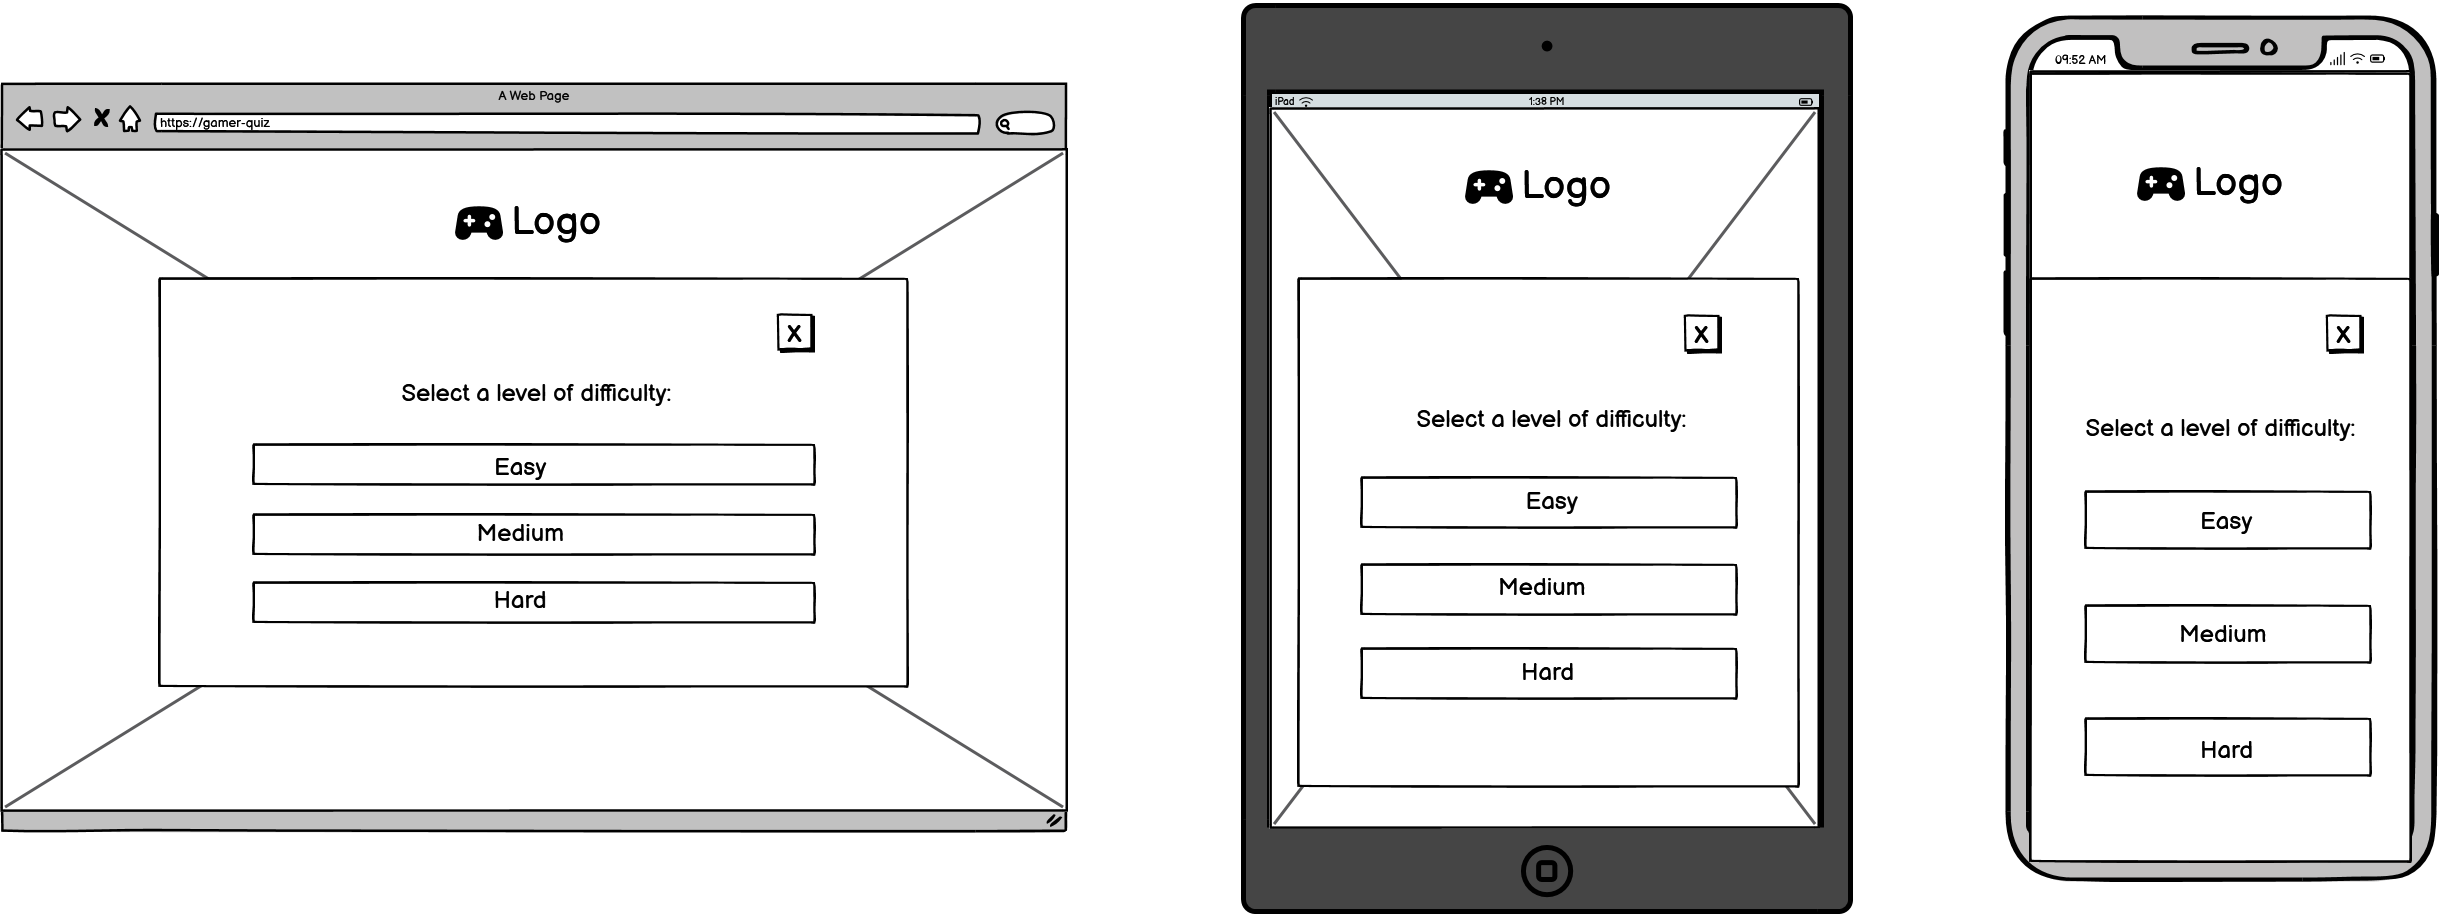 A Web Page
https://gamer-quiz
Logo
X
Select a level of difficulty:
Easy
Medium
Hard
iPad
1:38 PM
Logo
X
Select a level of difficulty:
Easy
Medium
Hard
09:52 AM
Logo
X
Select a level of difficulty:
Easy
Medium
Hard